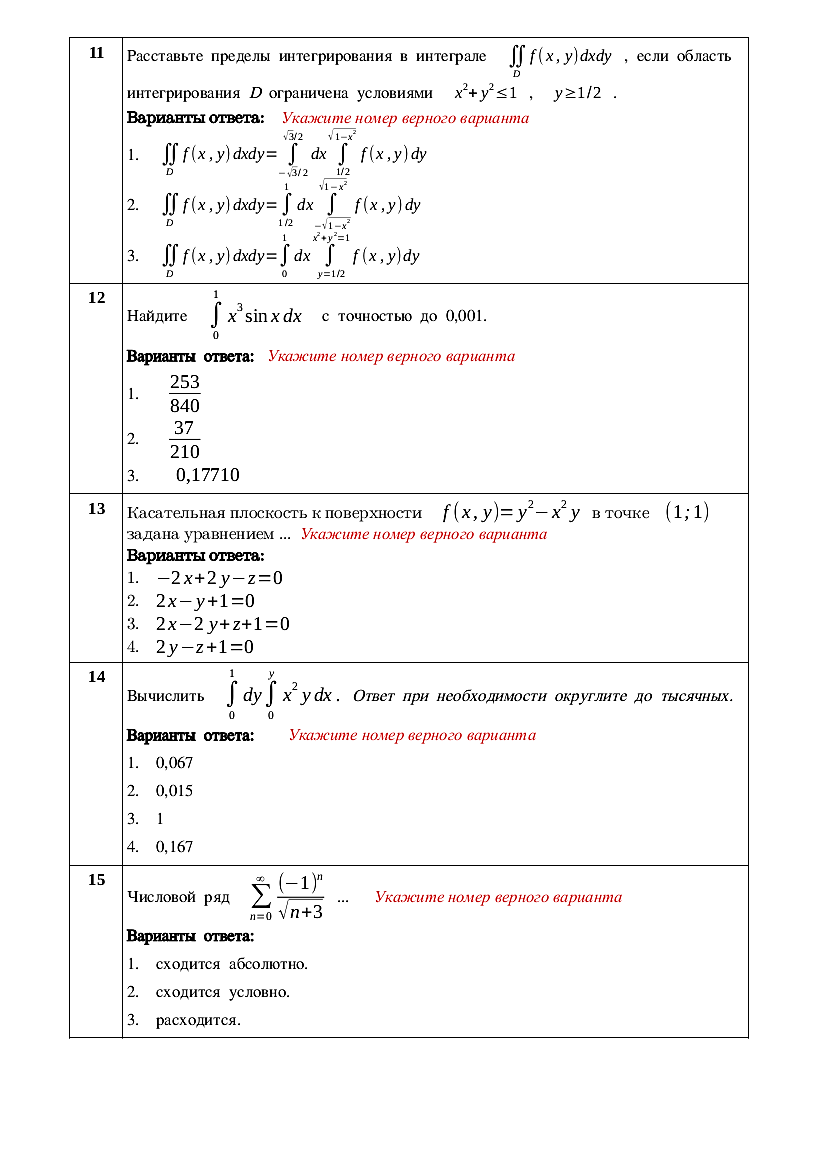 11
Расставьте пределы интегрирования в интеграле ∬_D f(x,y)dxdy , если область
интегрирования D ограничена условиями x²+y²≤1 , y≥1/2 .
Варианты ответа: Укажите номер верного варианта
1. ∬_D f(x,y)dxdy=∫_{−√3/2}^{√3/2} dx ∫_{1/2}^{√(1−x²)} f(x,y)dy
2. ∬_D f(x,y)dxdy=∫_{1/2}^{1} dx ∫_{−√(1−x²)}^{√(1−x²)} f(x,y)dy
3. ∬_D f(x,y)dxdy=∫_{0}^{1} dx ∫_{y=1/2}^{x²+y²=1} f(x,y)dy
12
Найдите ∫_{0}^{1} x³ sin x dx с точностью до 0,001.
Варианты ответа: Укажите номер верного варианта
1. 253/840
2. 37/210
3. 0,17710
13
Касательная плоскость к поверхности f(x,y)=y²−x²y в точке (1;1)
задана уравнением ... Укажите номер верного варианта
Варианты ответа:
1. −2x+2y−z=0
2. 2x−y+1=0
3. 2x−2y+z+1=0
4. 2y−z+1=0
14
Вычислить ∫_{0}^{1} dy ∫_{0}^{y} x² y dx . Ответ при необходимости округлите до тысячных.
Варианты ответа: Укажите номер верного варианта
1. 0,067
2. 0,015
3. 1
4. 0,167
15
Числовой ряд ∑_{n=0}^{∞} (−1)ⁿ/√(n+3) ... Укажите номер верного варианта
Варианты ответа:
1. сходится абсолютно.
2. сходится условно.
3. расходится.